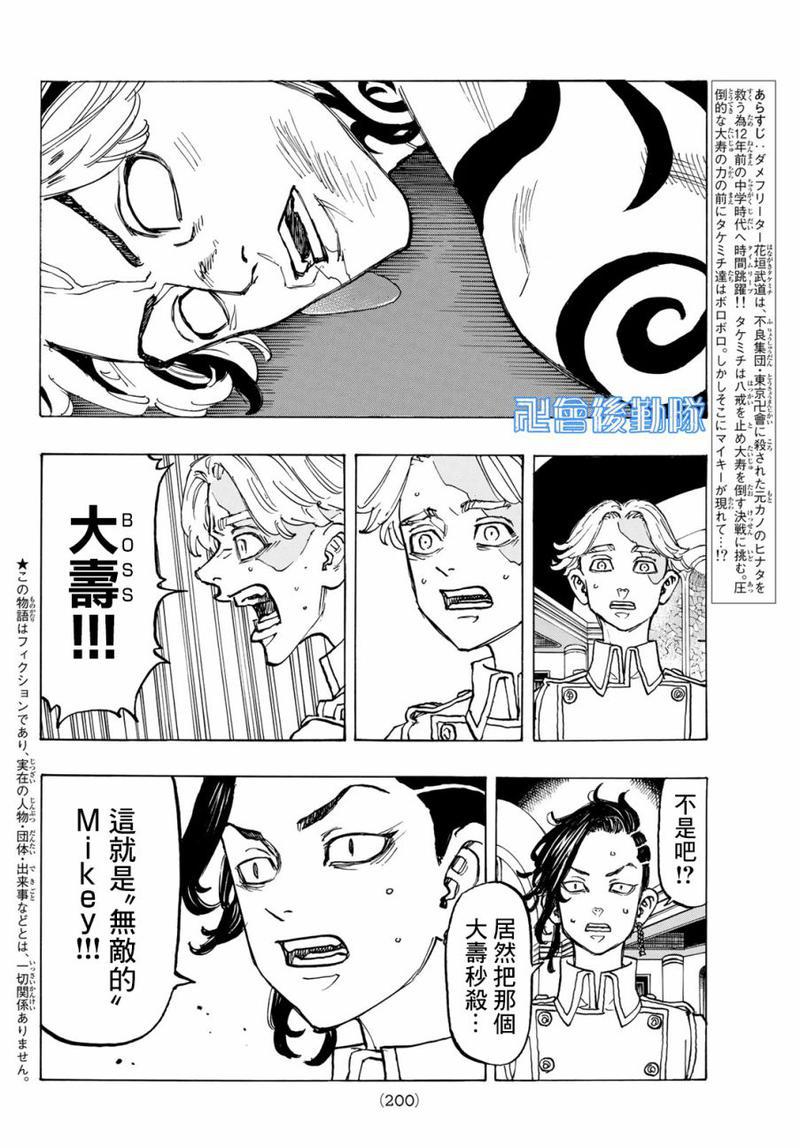 あらすじ：ダメフリーター花垣武道は、不良集団・東京卍會に殺された元カノのヒナタを
救う為12年前の中学時代へ時間跳躍!! タケミチは八戒を止め大寿を倒す決戦に挑む。圧
倒的な大寿の力の前にタケミチ達はボロボロ。しかしそこにマイキーが現れて…!?
卍會後勤隊
BOSS
大壽!!!
不是吧!?
居然把那個
大壽秒殺…
這就是〝無敵的〟
Mikey!!!
★この物語はフィクションであり、実在の人物・団体・出来事などとは、一切関係ありません。
(200)